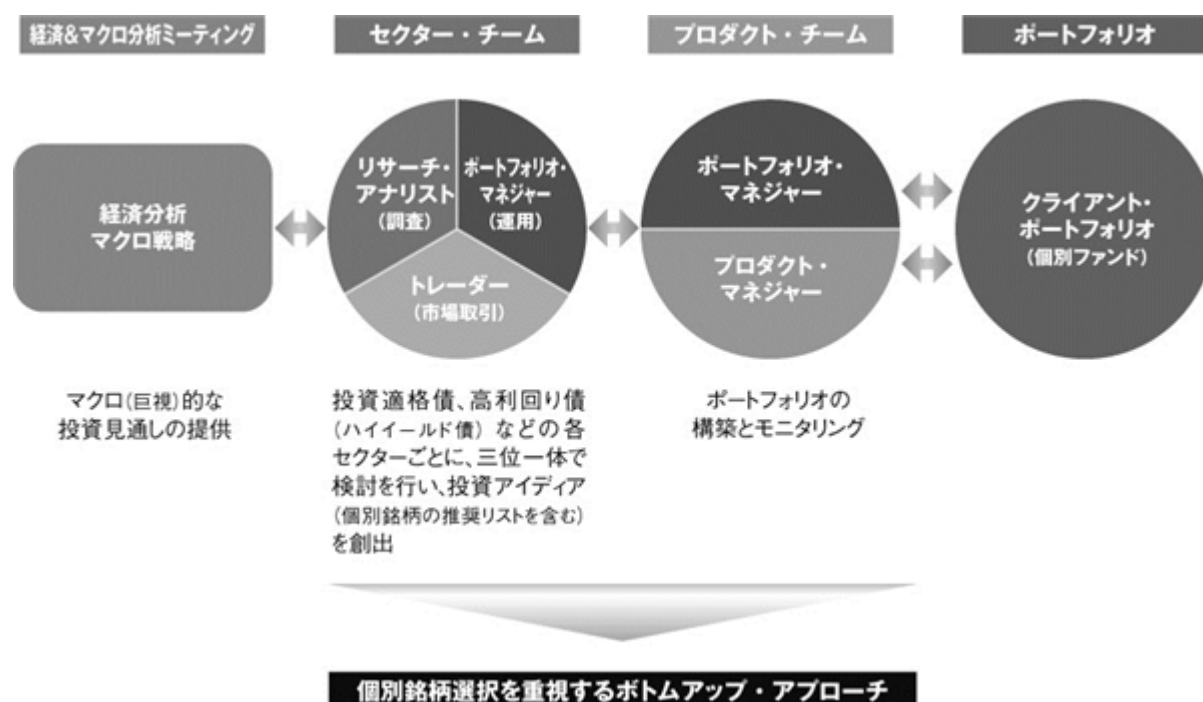 経済&マクロ分析ミーティング
セクター・チーム
プロダクト・チーム
ポートフォリオ
経済分析
マクロ戦略
リサーチ・
アナリスト
(調査)
ポートフォリオ・
マネジャー
(運用)
トレーダー
(市場取引)
ポートフォリオ・
マネジャー
プロダクト・
マネジャー
クライアント・
ポートフォリオ
(個別ファンド)
マクロ(巨視)的な
投資見通しの提供
投資適格債、高利回り債
(ハイイールド債)などの各
セクターごとに、三位一体で
検討を行い、投資アイディア
(個別銘柄の推奨リストを含む)
を創出
ポートフォリオの
構築とモニタリング
個別銘柄選択を重視するボトムアップ・アプローチ